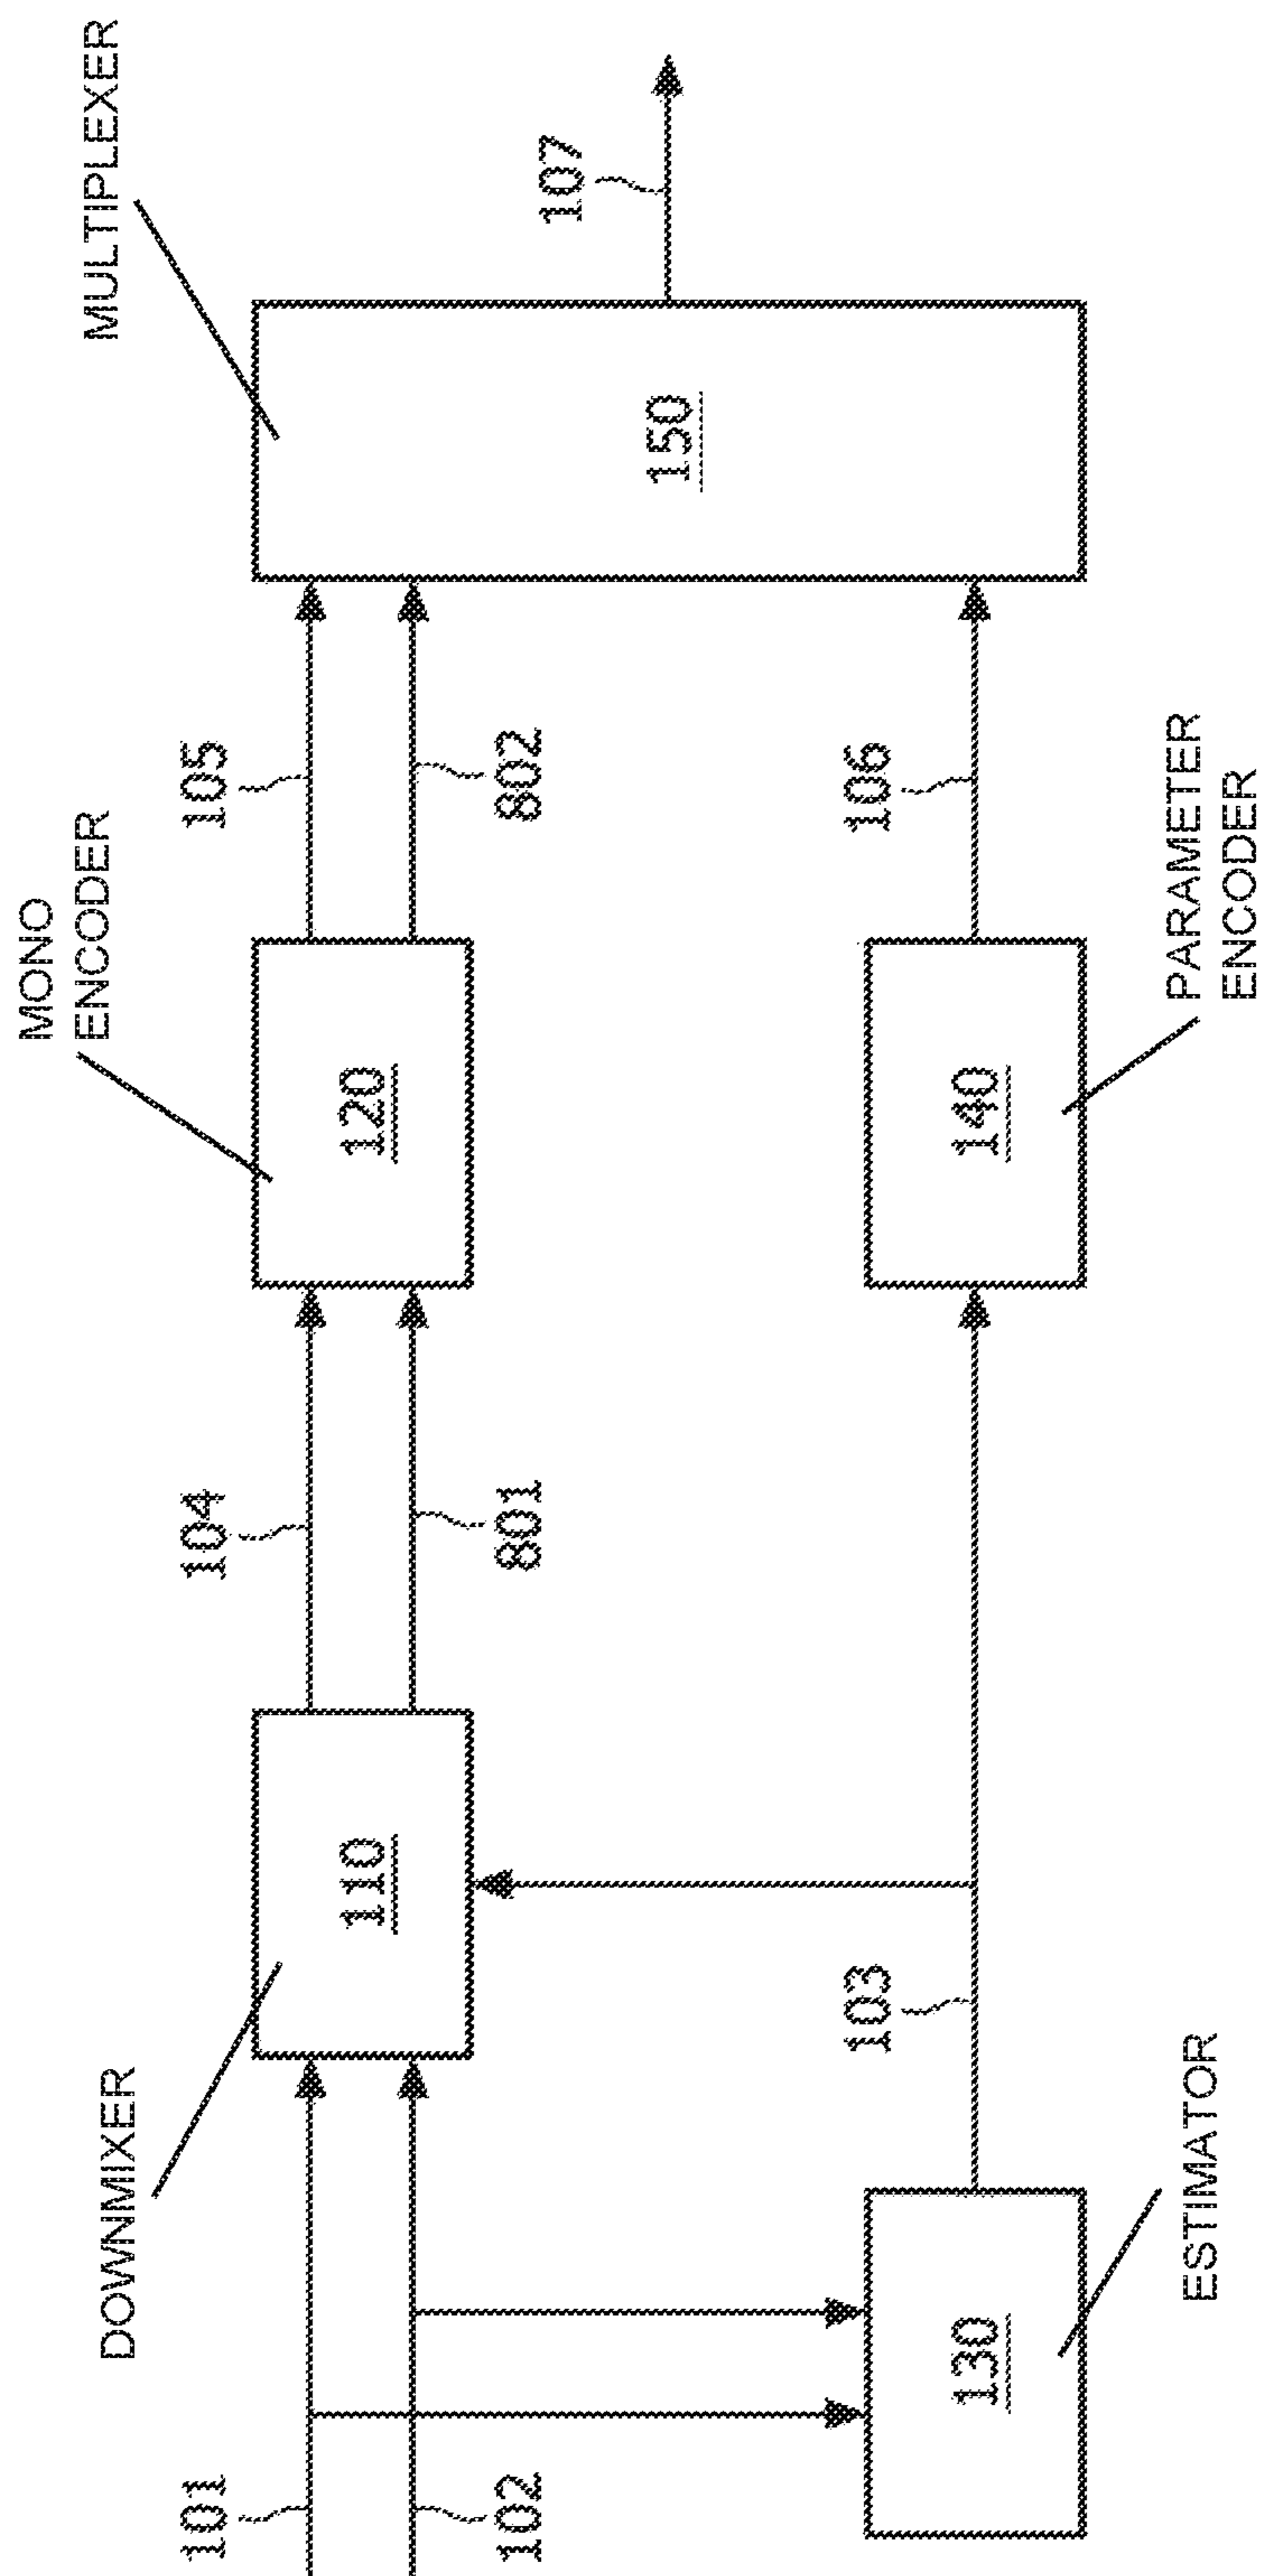 DOWNMIXER
MONO
ENCODER
MULTIPLEXER
101
104
105
107
110
120
150
102
801
802
103
106
130
140
ESTIMATOR
PARAMETER
ENCODER